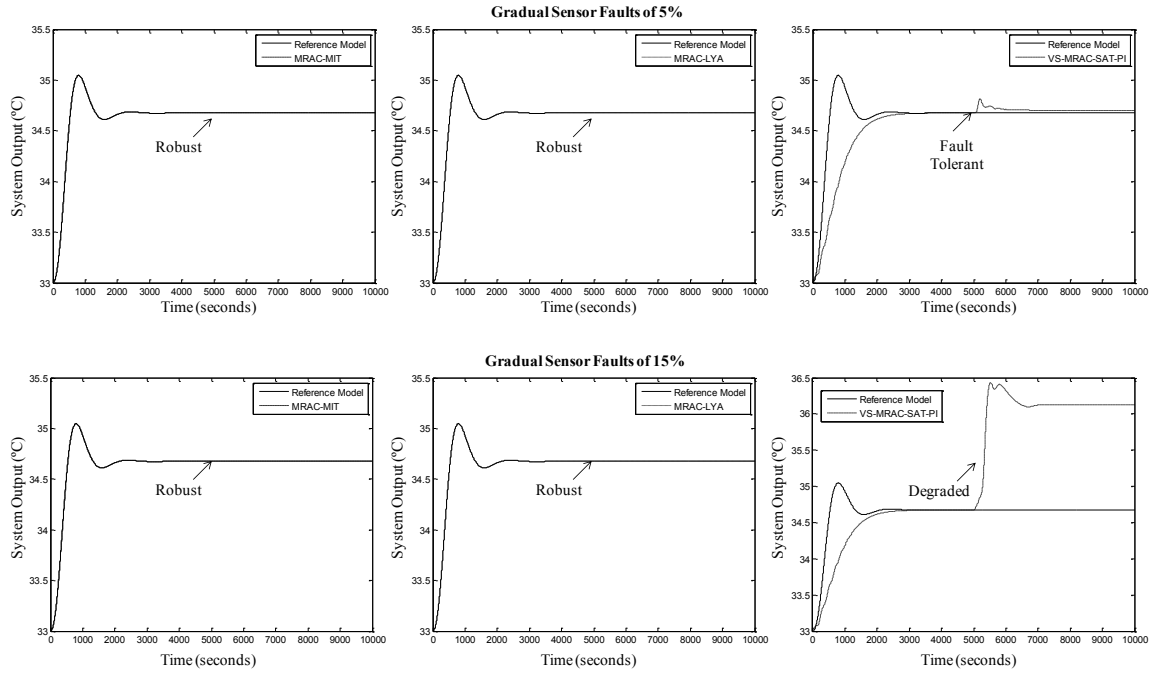 Gradual Sensor Faults of 5%
35.5
35
34.5
34
33.5
33
System Output (ºC)
Reference Model
MRAC-MIT
Robust
0 1000 2000 3000 4000 5000 6000 7000 8000 9000 10000
Time (seconds)
35.5
35
34.5
34
33.5
33
System Output (ºC)
Reference Model
MRAC-LYA
Robust
0 1000 2000 3000 4000 5000 6000 7000 8000 9000 10000
Time (seconds)
35.5
35
34.5
34
33.5
33
System Output (ºC)
Reference Model
VS-MRAC-SAT-PI
Fault
Tolerant
0 1000 2000 3000 4000 5000 6000 7000 8000 9000 10000
Time (seconds)
Gradual Sensor Faults of 15%
35.5
35
34.5
34
33.5
33
System Output (ºC)
Reference Model
MRAC-MIT
Robust
0 1000 2000 3000 4000 5000 6000 7000 8000 9000 10000
Time (seconds)
35.5
35
34.5
34
33.5
33
System Output (ºC)
Reference Model
MRAC-LYA
Robust
0 1000 2000 3000 4000 5000 6000 7000 8000 9000 10000
Time (seconds)
36.5
36
35.5
35
34.5
34
33.5
33
System Output (ºC)
Reference Model
VS-MRAC-SAT-PI
Degraded
0 1000 2000 3000 4000 5000 6000 7000 8000 9000 10000
Time (seconds)